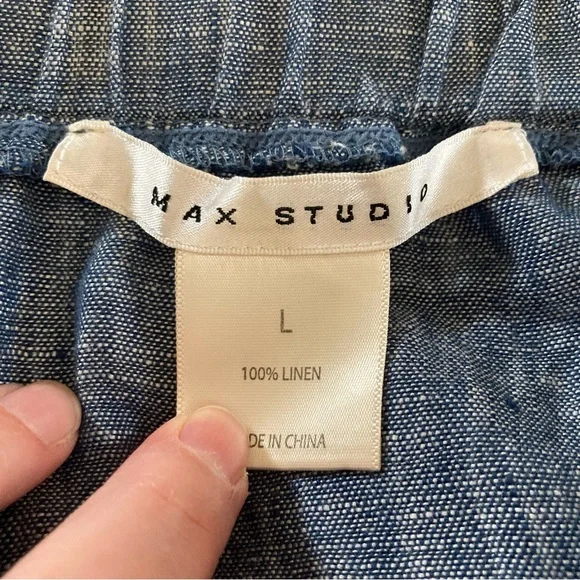 MAX STUDIO
L
100% LINEN
DE IN CHINA